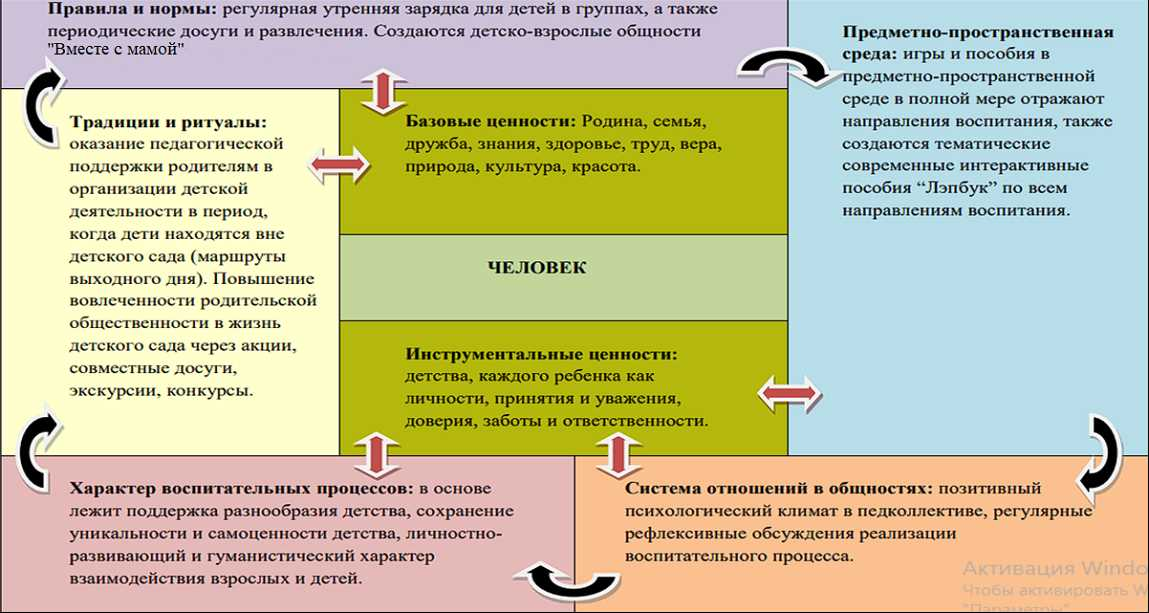 Правила и нормы: регулярная утренняя зарядка для детей в группах, а также
периодические досуги и развлечения. Создаются детско-взрослые общности
"Вместе с мамой"
Предметно-пространственная
среда: игры и пособия в
предметно-пространственной
среде в полной мере отражают
направления воспитания, также
создаются тематические
современные интерактивные
пособия “Лэпбук” по всем
направлениям воспитания.
Традиции и ритуалы:
оказание педагогической
поддержки родителям в
организации детской
деятельности в период,
когда дети находятся вне
детского сада (маршруты
выходного дня). Повышение
вовлеченности родительской
общественности в жизнь
детского сада через акции,
совместные досуги,
экскурсии, конкурсы.
Базовые ценности: Родина, семья,
дружба, знания, здоровье, труд, вера,
природа, культура, красота.
ЧЕЛОВЕК
Инструментальные ценности:
детства, каждого ребенка как
личности, принятия и уважения,
доверия, заботы и ответственности.
Характер воспитательных процессов: в основе
лежит поддержка разнообразия детства, сохранение
уникальности и самоценности детства, личностно-
развивающий и гуманистический характер
взаимодействия взрослых и детей.
Система отношений в общностях: позитивный
психологический климат в педколлективе, регулярные
рефлексивные обсуждения реализации
воспитательного процесса.
Активация Windo
Чтобы активировать W
"Параметры"